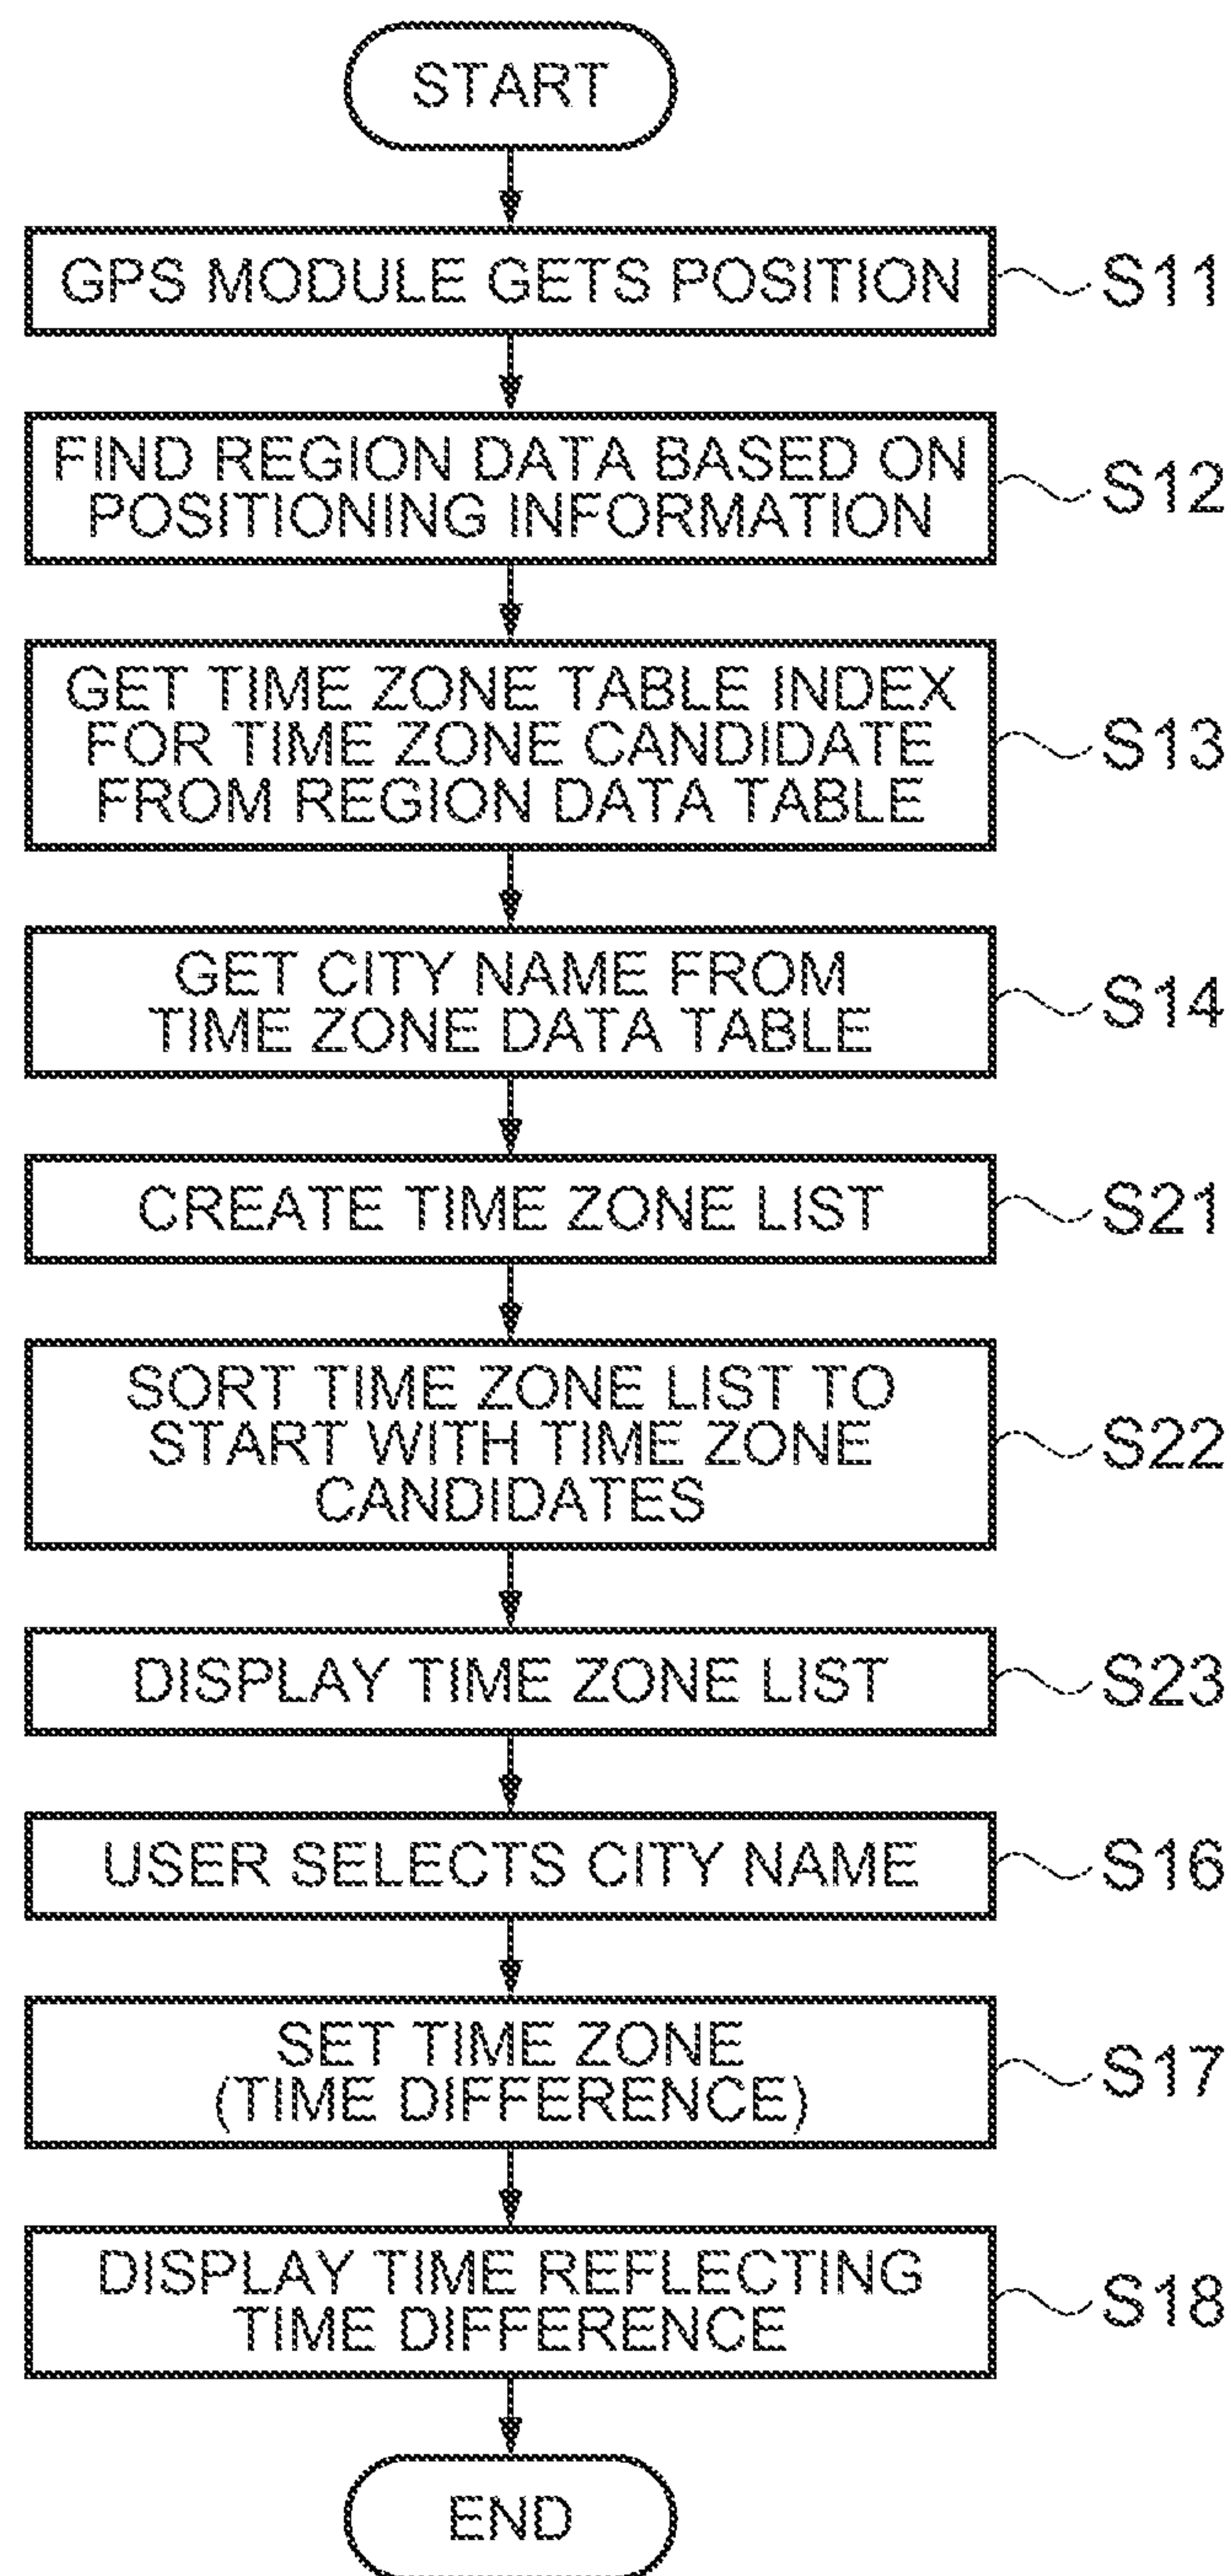 START
GPS MODULE GETS POSITION
S11
FIND REGION DATA BASED ON
POSITIONING INFORMATION
S12
GET TIME ZONE TABLE INDEX
FOR TIME ZONE CANDIDATE
FROM REGION DATA TABLE
S13
GET CITY NAME FROM
TIME ZONE DATA TABLE
S14
CREATE TIME ZONE LIST
S21
SORT TIME ZONE LIST TO
START WITH TIME ZONE
CANDIDATES
S22
DISPLAY TIME ZONE LIST
S23
USER SELECTS CITY NAME
S16
SET TIME ZONE
(TIME DIFFERENCE)
S17
DISPLAY TIME REFLECTING
TIME DIFFERENCE
S18
END